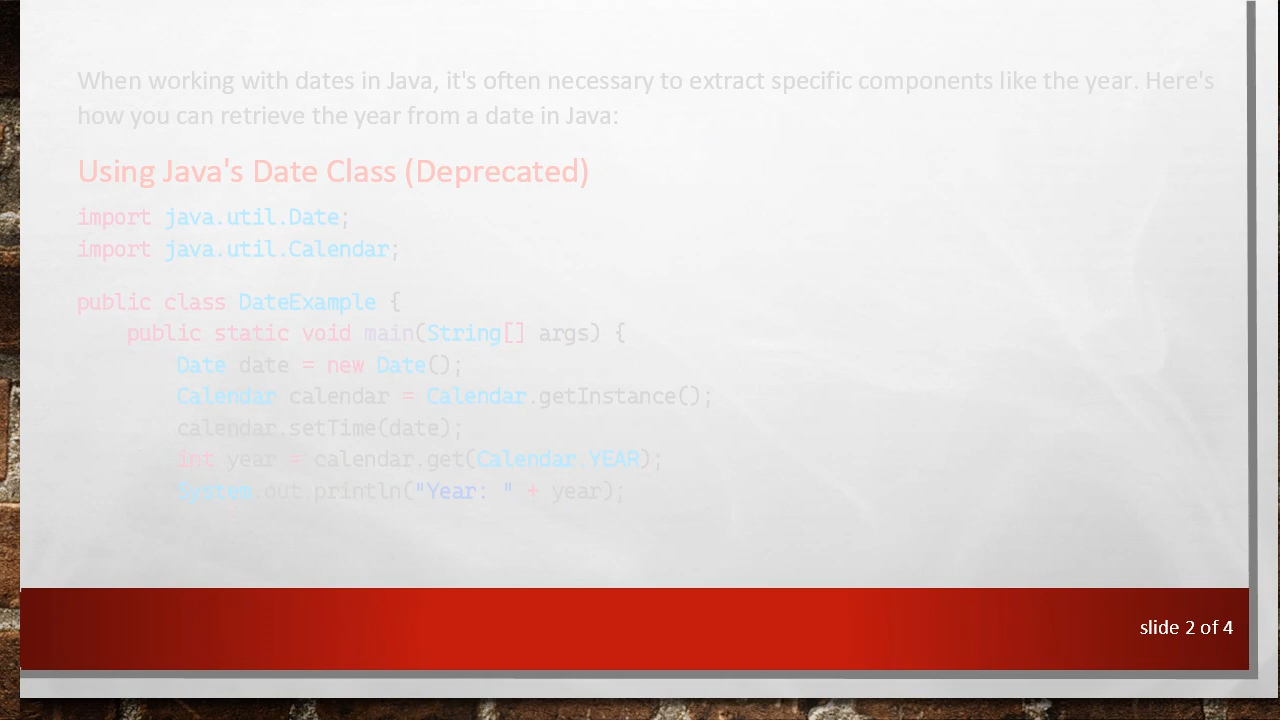 When working with dates in Java, it's often necessary to extract specific components like the year. Here's
how you can retrieve the year from a date in Java:
Using Java's Date Class (Deprecated)
import java.util.Date;
import java.util.Calendar;
public class DateExample {
    public static void main(String[] args) {
        Date date = new Date();
        Calendar calendar = Calendar.getInstance();
        calendar.setTime(date);
        int year = calendar.get(Calendar.YEAR);
        System.out.println("Year: " + year);
slide 2 of 4